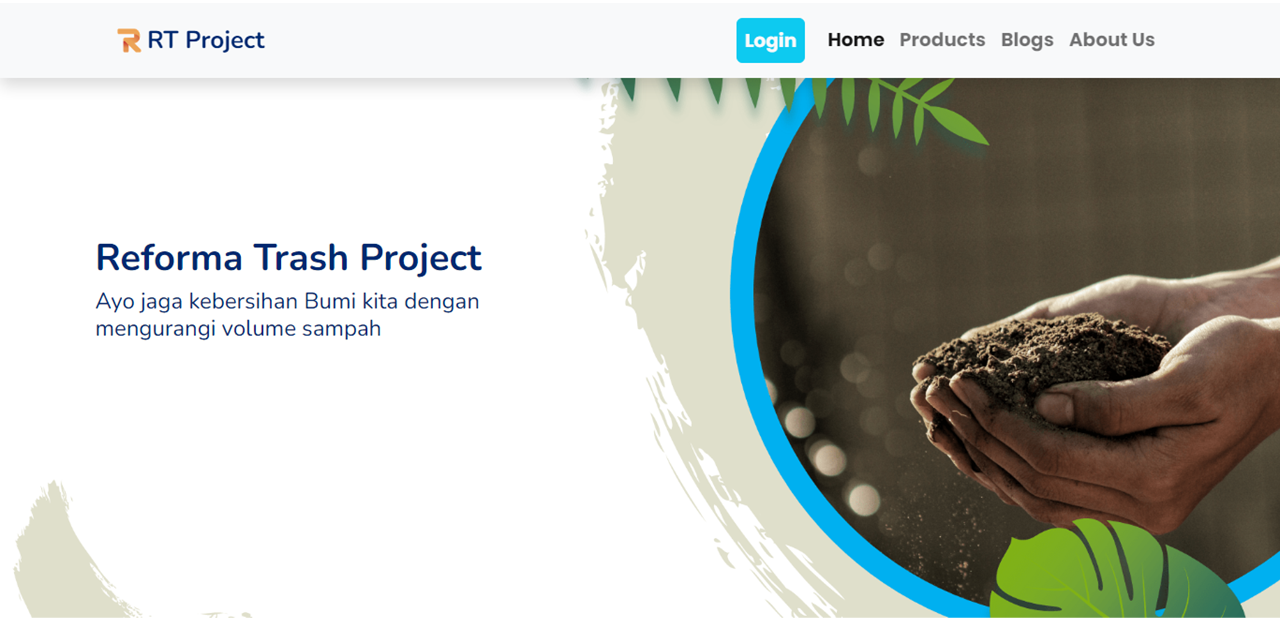 RT Project
Login
Home
Products
Blogs
About Us
Reforma Trash Project
Ayo jaga kebersihan Bumi kita dengan
mengurangi volume sampah